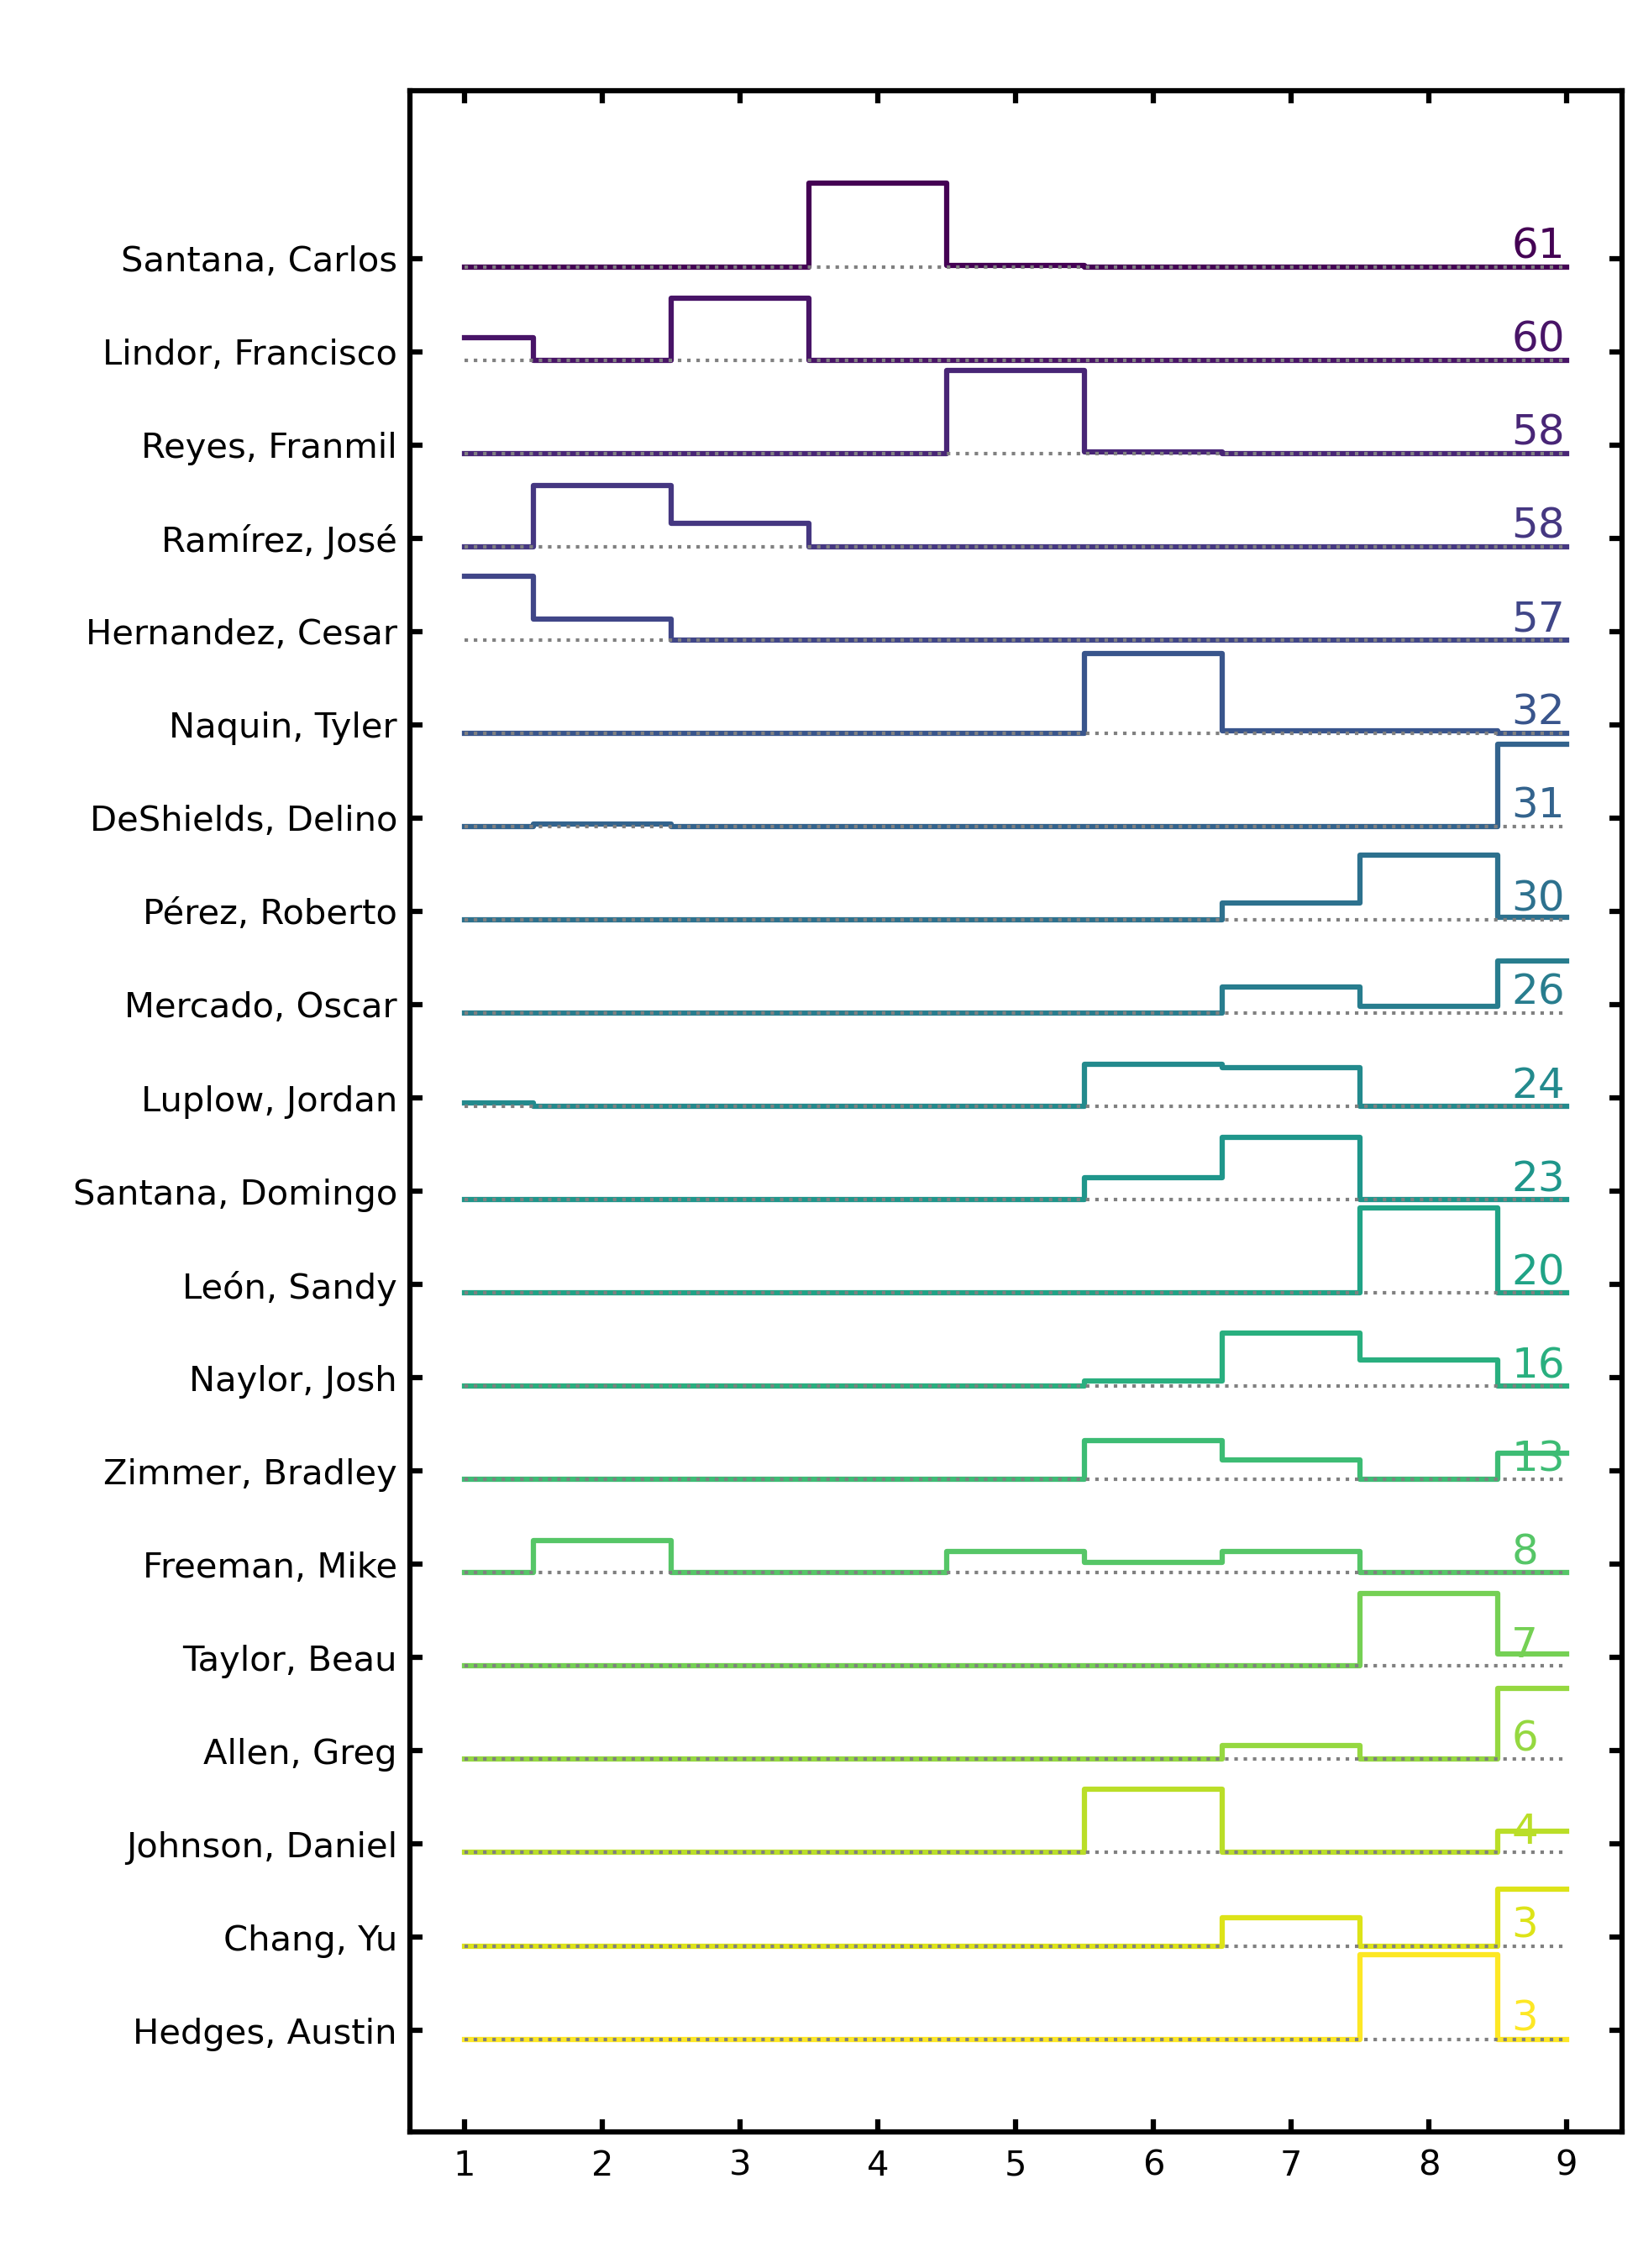 Santana, Carlos 61
Lindor, Francisco 60
Reyes, Franmil 58
Ramírez, José 58
Hernandez, Cesar 57
Naquin, Tyler 32
DeShields, Delino 31
Pérez, Roberto 30
Mercado, Oscar 26
Luplow, Jordan 24
Santana, Domingo 23
León, Sandy 20
Naylor, Josh 16
Zimmer, Bradley 13
Freeman, Mike 8
Taylor, Beau 7
Allen, Greg 6
Johnson, Daniel 4
Chang, Yu 3
Hedges, Austin 3
1 2 3 4 5 6 7 8 9